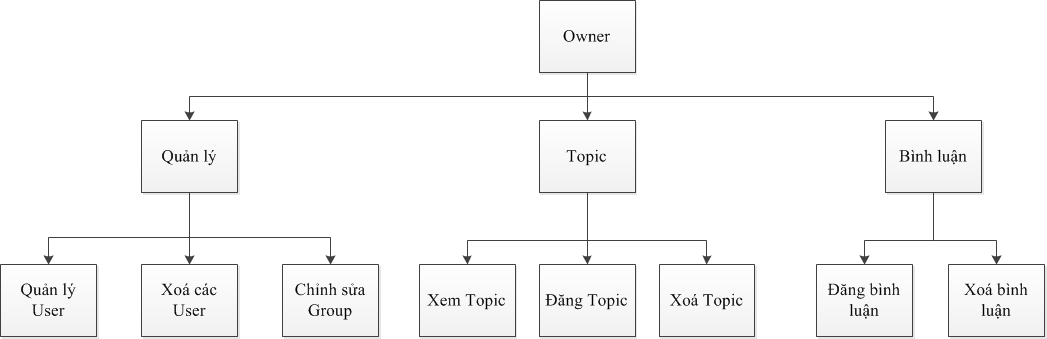 Owner
Quản lý
Topic
Bình luận
Quản lý
User
Xoá các
User
Chỉnh sửa
Group
Xem Topic
Đăng Topic
Xoá Topic
Đăng bình
luận
Xoá bình
luận